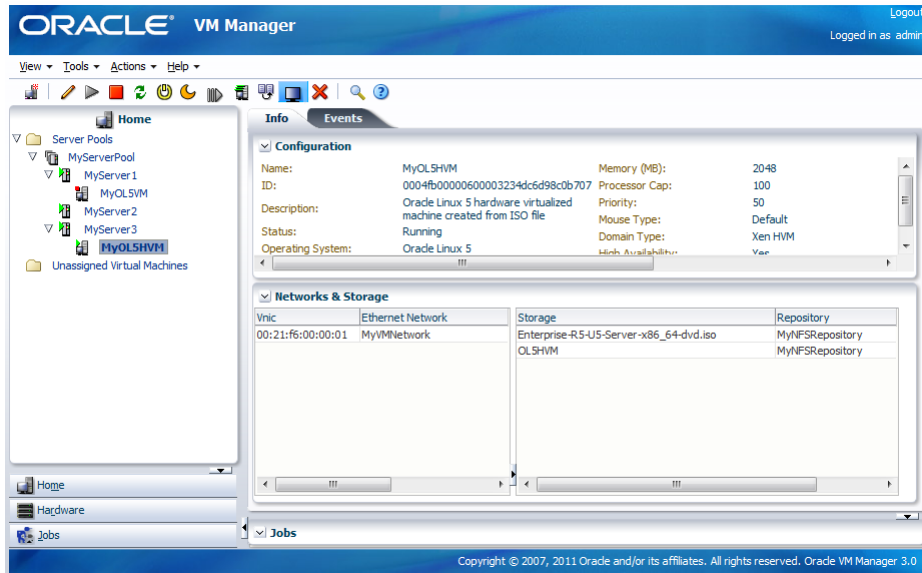 ORACLE® VM Manager
Logout
Logged in as admin
View Tools Actions Help
Home
Server Pools
MyServerPool
MyServer1
MyOL5VM
MyServer2
MyServer3
MyOL5HVM
Unassigned Virtual Machines
Home
Hardware
Jobs
Info Events
Configuration
Name: MyOL5HVM
ID: 0004fb00000600003234dc6d98c0b707
Description: Oracle Linux 5 hardware virtualized
machine created from ISO file
Status: Running
Operating System: Oracle Linux 5
Memory (MB): 2048
Processor Cap: 100
Priority: 50
Mouse Type: Default
Domain Type: Xen HVM
High Availability: Yes
Networks & Storage
Vnic Ethernet Network
00:21:f6:00:00:01 MyVMNetwork
Storage Repository
Enterprise-R5-U5-Server-x86_64-dvd.iso MyNFSRepository
OL5HVM MyNFSRepository
Jobs
Copyright © 2007, 2011 Oracle and/or its affiliates. All rights reserved. Oracle VM Manager 3.0